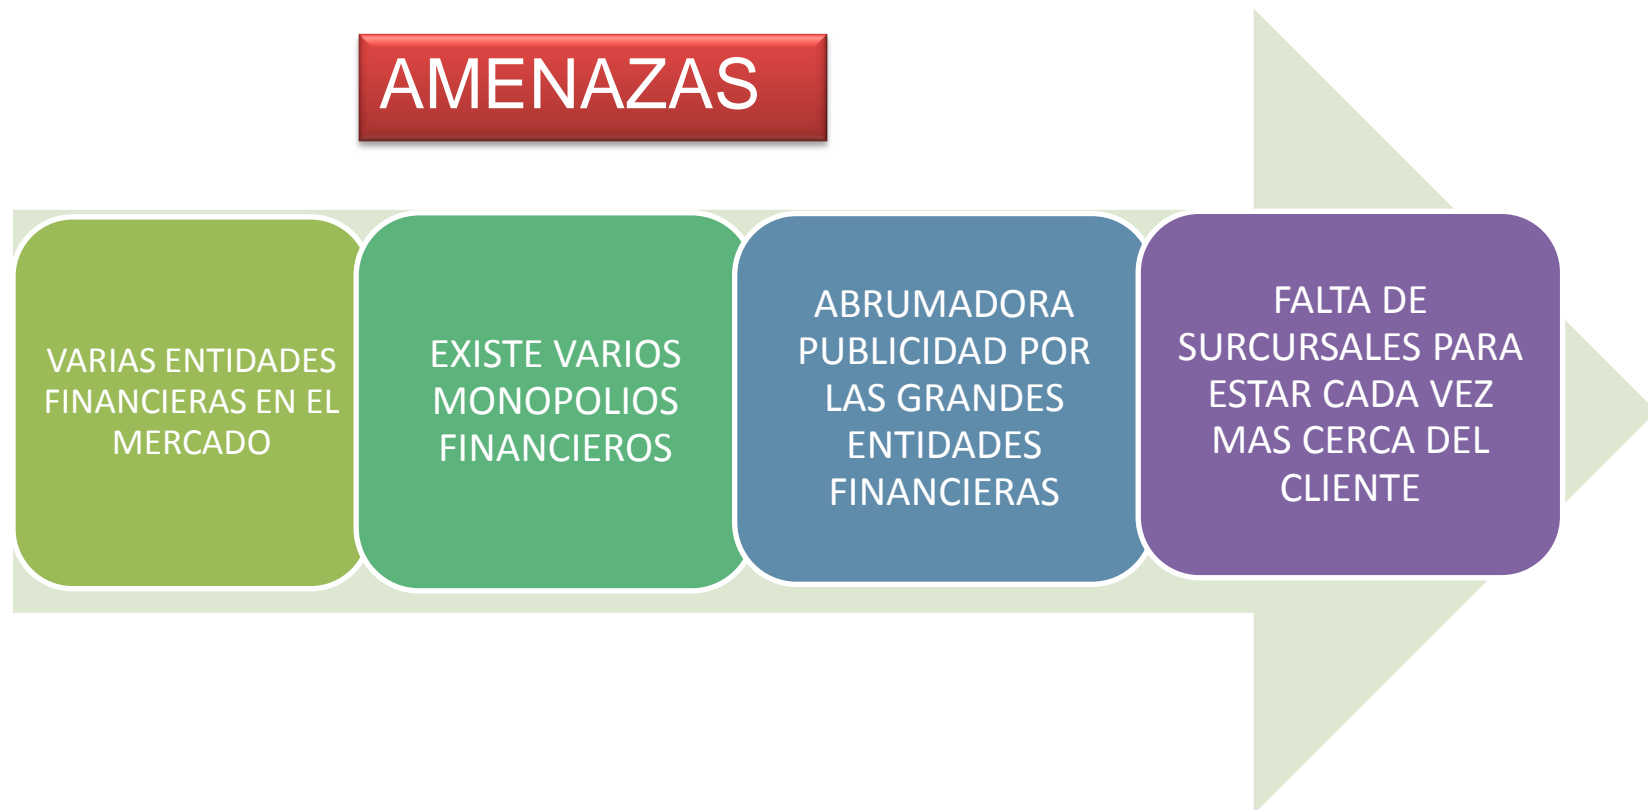 AMENAZAS
VARIAS ENTIDADES
FINANCIERAS EN EL
MERCADO
EXISTE VARIOS
MONOPOLIOS
FINANCIEROS
ABRUMADORA
PUBLICIDAD POR
LAS GRANDES
ENTIDADES
FINANCIERAS
FALTA DE
SURCURSALES PARA
ESTAR CADA VEZ
MAS CERCA DEL
CLIENTE